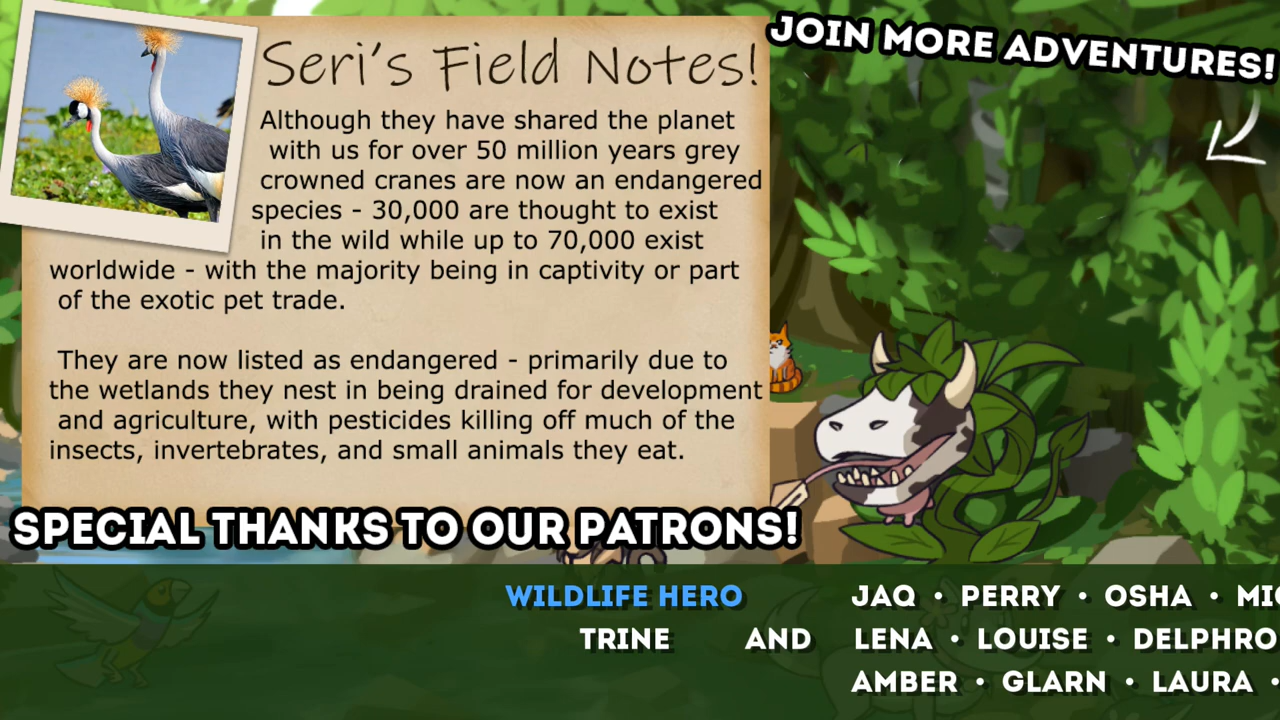 Seri's Field Notes!
Although they have shared the planet
with us for over 50 million years grey
crowned cranes are now an endangered
species - 30,000 are thought to exist
in the wild while up to 70,000 exist
worldwide - with the majority being in captivity or part
of the exotic pet trade.
They are now listed as endangered - primarily due to
the wetlands they nest in being drained for development
and agriculture, with pesticides killing off much of the
insects, invertebrates, and small animals they eat.
JOIN MORE ADVENTURES!
SPECIAL THANKS TO OUR PATRONS!
WILDLIFE HERO
TRINE AND
JAQ • PERRY • OSHA •
LENA • LOUISE • DELPHRO
AMBER • GLARN • LAURA •